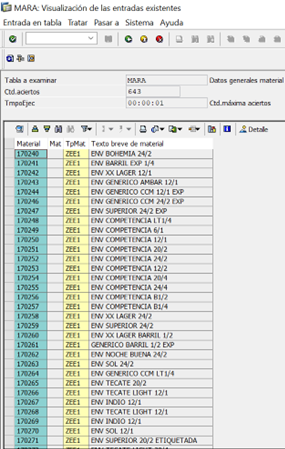 MARA: Visualización de las entradas existentes
Entrada en tabla Tratar Pasar a Sistema Ayuda
Tabla a examinar MARA Datos generales material
Ctd.aciertos 643
TmpoEjec 00:00:01 Ctd.máxima aciertos
Detalle
Material Mat TpMat Texto breve de material
170240 ZEE1 ENV BOHEMIA 24/2
170241 ZEE1 ENV BARRIL EXP 1/4
170242 ZEE1 ENV XX LAGER 12/1
170243 ZEE1 ENV GENERICO AMBAR 12/1
170244 ZEE1 ENV GENERICO CCM 12/1 EXP
170246 ZEE1 ENV GENERICO CCM 24/2 EXP
170247 ZEE1 ENV SUPERIOR 24/2 EXP
170248 ZEE1 ENV COMPETENCIA LT1/4
170249 ZEE1 ENV COMPETENCIA 6/1
170250 ZEE1 ENV COMPETENCIA 12/1
170251 ZEE1 ENV COMPETENCIA 20/2
170252 ZEE1 ENV COMPETENCIA 24/2
170253 ZEE1 ENV COMPETENCIA 12/2
170254 ZEE1 ENV COMPETENCIA 20/4
170255 ZEE1 ENV COMPETENCIA 24/4
170256 ZEE1 ENV COMPETENCIA B1/2
170257 ZEE1 ENV COMPETENCIA B1/4
170258 ZEE1 ENV XX LAGER 24/2
170259 ZEE1 ENV SUPERIOR 24/2
170260 ZEE1 ENV XX LAGER BARRIL 1/2
170261 ZEE1 GENERICO BARRIL 1/2 EXP
170262 ZEE1 ENV NOCHE BUENA 24/2
170263 ZEE1 ENV SOL 24/2
170264 ZEE1 ENV GENERICO CCM LT1/4
170265 ZEE1 ENV TECATE 20/2
170266 ZEE1 ENV TECATE LIGHT 12/1
170267 ZEE1 ENV INDIO 12/1
170268 ZEE1 ENV TECATE LIGHT 12/1
170269 ZEE1 ENV INDIO 12/1
170270 ZEE1 ENV SOL 12/1
170271 ZEE1 ENV SUPERIOR 20/2 ETIQUETADA